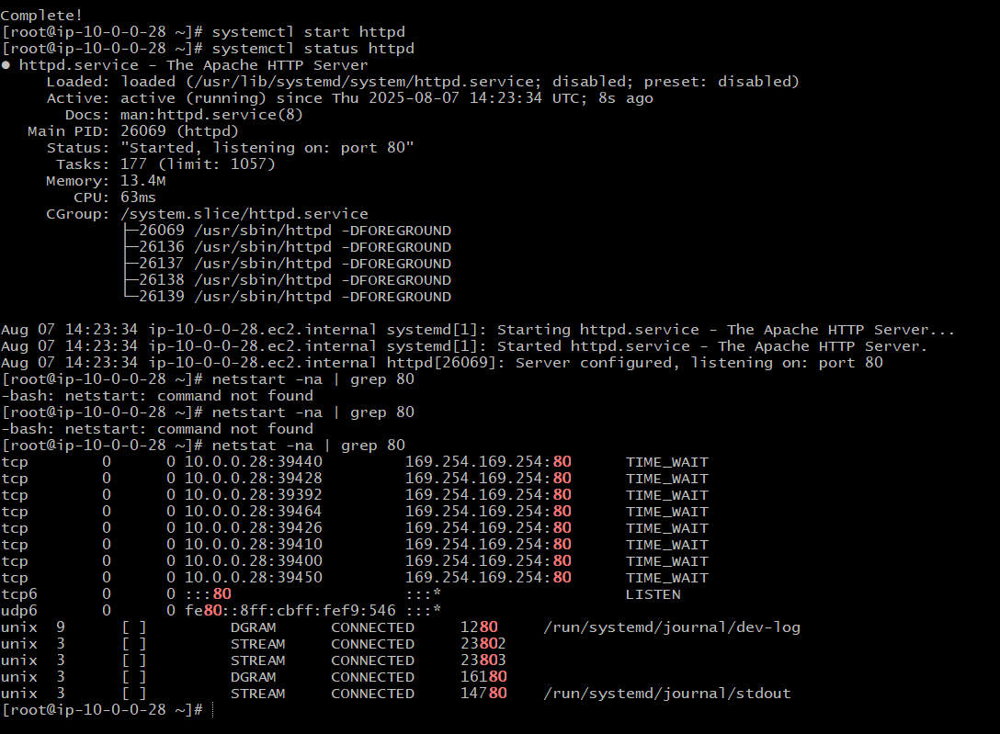 Complete!
[root@ip-10-0-0-28 ~]# systemctl start httpd
[root@ip-10-0-0-28 ~]# systemctl status httpd
● httpd.service - The Apache HTTP Server
     Loaded: loaded (/usr/lib/systemd/system/httpd.service; disabled; preset: disabled)
     Active: active (running) since Thu 2025-08-07 14:23:34 UTC; 8s ago
       Docs: man:httpd.service(8)
   Main PID: 26069 (httpd)
     Status: "Started, listening on: port 80"
      Tasks: 177 (limit: 1057)
     Memory: 13.4M
        CPU: 63ms
     CGroup: /system.slice/httpd.service
             ├─26069 /usr/sbin/httpd -DFOREGROUND
             ├─26136 /usr/sbin/httpd -DFOREGROUND
             ├─26137 /usr/sbin/httpd -DFOREGROUND
             ├─26138 /usr/sbin/httpd -DFOREGROUND
             └─26139 /usr/sbin/httpd -DFOREGROUND
Aug 07 14:23:34 ip-10-0-0-28.ec2.internal systemd[1]: Starting httpd.service - The Apache HTTP Server...
Aug 07 14:23:34 ip-10-0-0-28.ec2.internal systemd[1]: Started httpd.service - The Apache HTTP Server.
Aug 07 14:23:34 ip-10-0-0-28.ec2.internal httpd[26069]: Server configured, listening on: port 80
[root@ip-10-0-0-28 ~]# netstart -na | grep 80
-bash: netstart: command not found
[root@ip-10-0-0-28 ~]# netstart -na | grep 80
-bash: netstart: command not found
[root@ip-10-0-0-28 ~]# netstat -na | grep 80
tcp        0      0 10.0.0.28:39440         169.254.169.254:80      TIME_WAIT
tcp        0      0 10.0.0.28:39428         169.254.169.254:80      TIME_WAIT
tcp        0      0 10.0.0.28:39392         169.254.169.254:80      TIME_WAIT
tcp        0      0 10.0.0.28:39464         169.254.169.254:80      TIME_WAIT
tcp        0      0 10.0.0.28:39426         169.254.169.254:80      TIME_WAIT
tcp        0      0 10.0.0.28:39410         169.254.169.254:80      TIME_WAIT
tcp        0      0 10.0.0.28:39400         169.254.169.254:80      TIME_WAIT
tcp        0      0 10.0.0.28:39450         169.254.169.254:80      TIME_WAIT
tcp6       0      0 :::80                   :::*                    LISTEN
udp6       0      0 fe80::8ff:cbff:fef9:546 :::*
unix  9      [ ]         DGRAM      CONNECTED     1280     /run/systemd/journal/dev-log
unix  3      [ ]         STREAM     CONNECTED     23802
unix  3      [ ]         STREAM     CONNECTED     23803
unix  3      [ ]         DGRAM      CONNECTED     16180
unix  3      [ ]         STREAM     CONNECTED     14780    /run/systemd/journal/stdout
[root@ip-10-0-0-28 ~]#